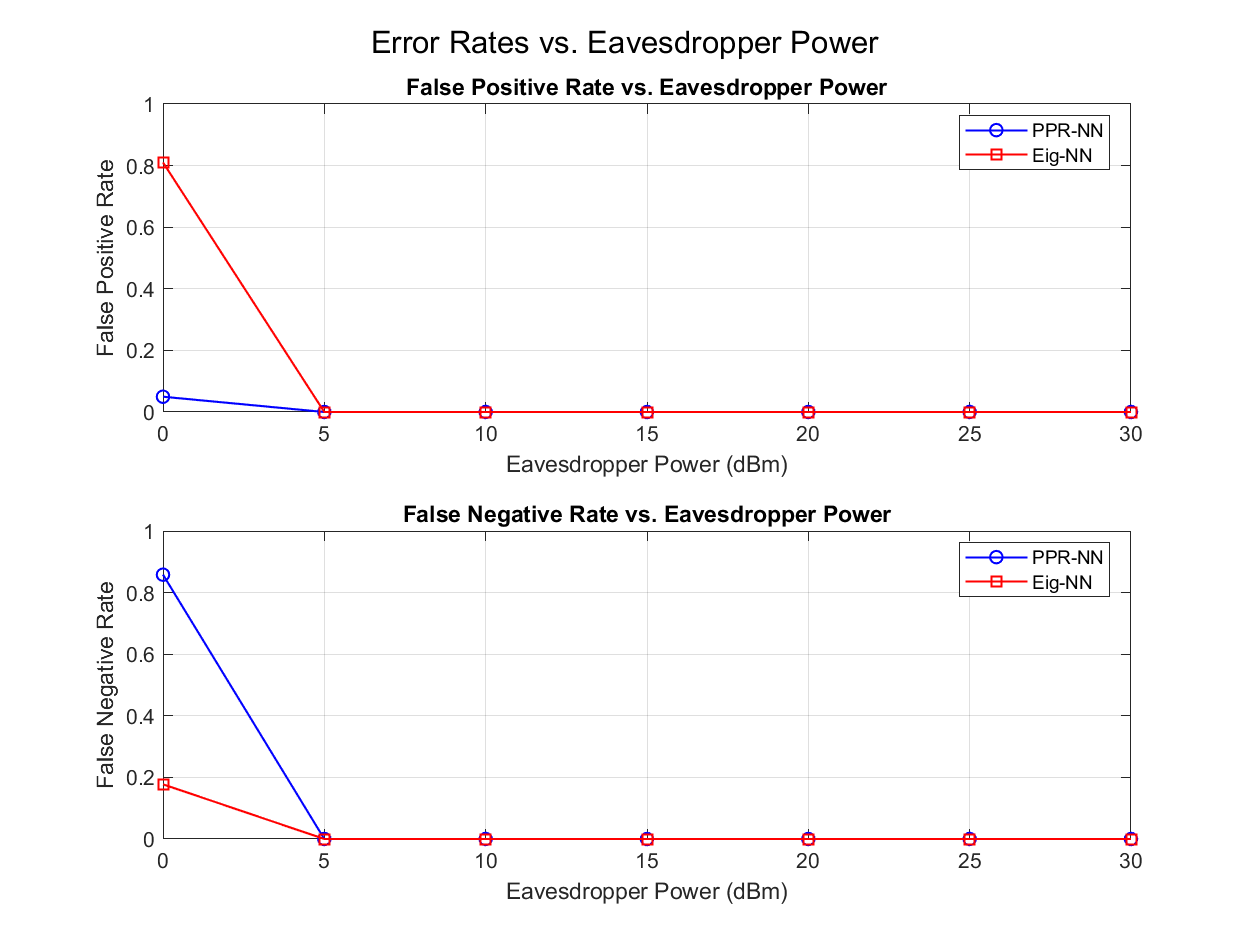 Error Rates vs. Eavesdropper Power
False Positive Rate vs. Eavesdropper Power
1
0.8
0.6
0.4
0.2
0
False Positive Rate
PPR-NN
Eig-NN
0 5 10 15 20 25 30
Eavesdropper Power (dBm)
False Negative Rate vs. Eavesdropper Power
1
0.8
0.6
0.4
0.2
0
False Negative Rate
PPR-NN
Eig-NN
0 5 10 15 20 25 30
Eavesdropper Power (dBm)